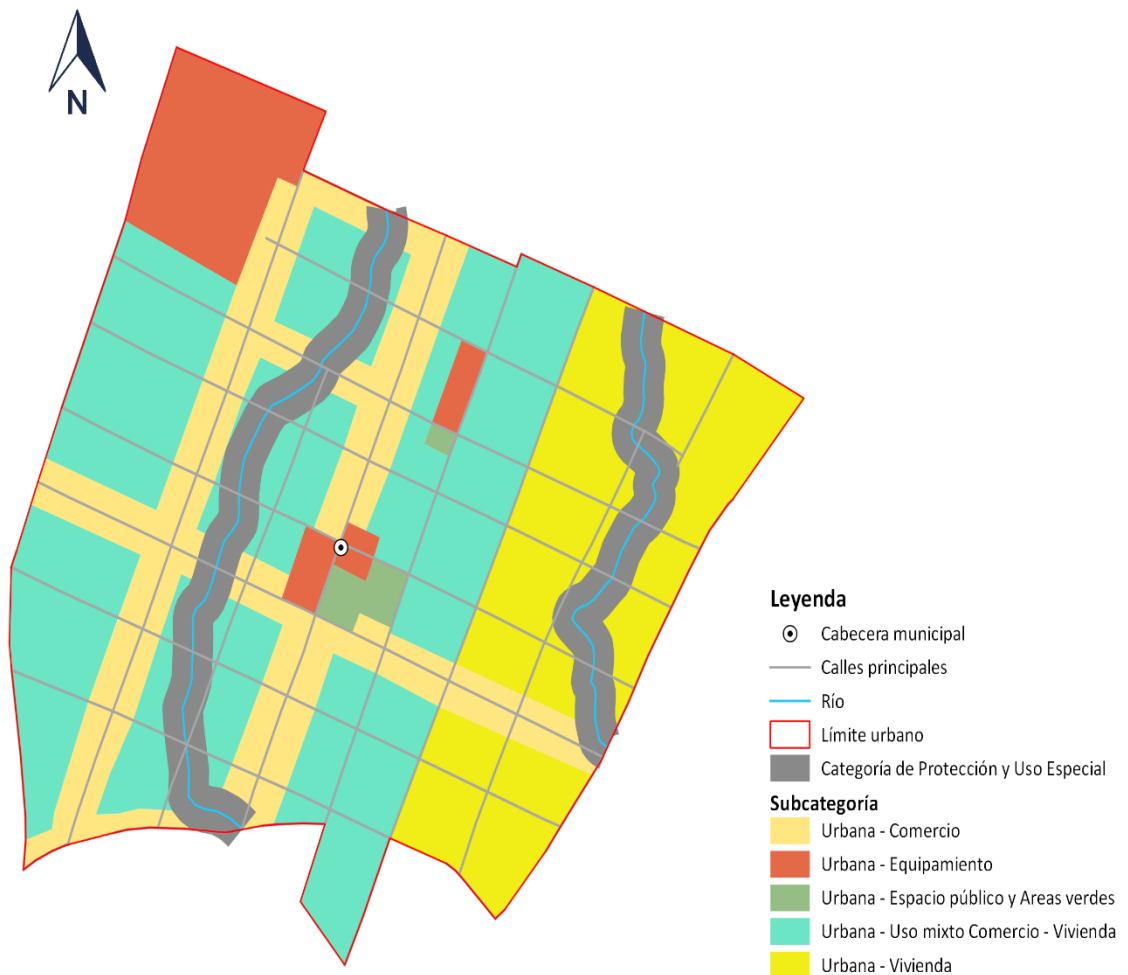 N
Leyenda
Cabecera municipal
Calles principales
Río
Límite urbano
Categoría de Protección y Uso Especial
Subcategoría
Urbana - Comercio
Urbana - Equipamiento
Urbana - Espacio público y Areas verdes
Urbana - Uso mixto Comercio - Vivienda
Urbana - Vivienda